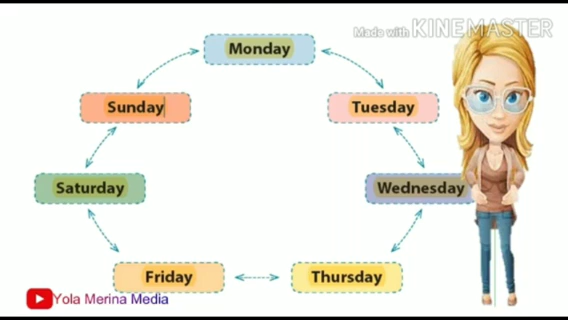 Made with KINEMASTER
Monday
Sunday
Tuesday
Saturday
Wednesday
Friday
Thursday
Yola Merina Media